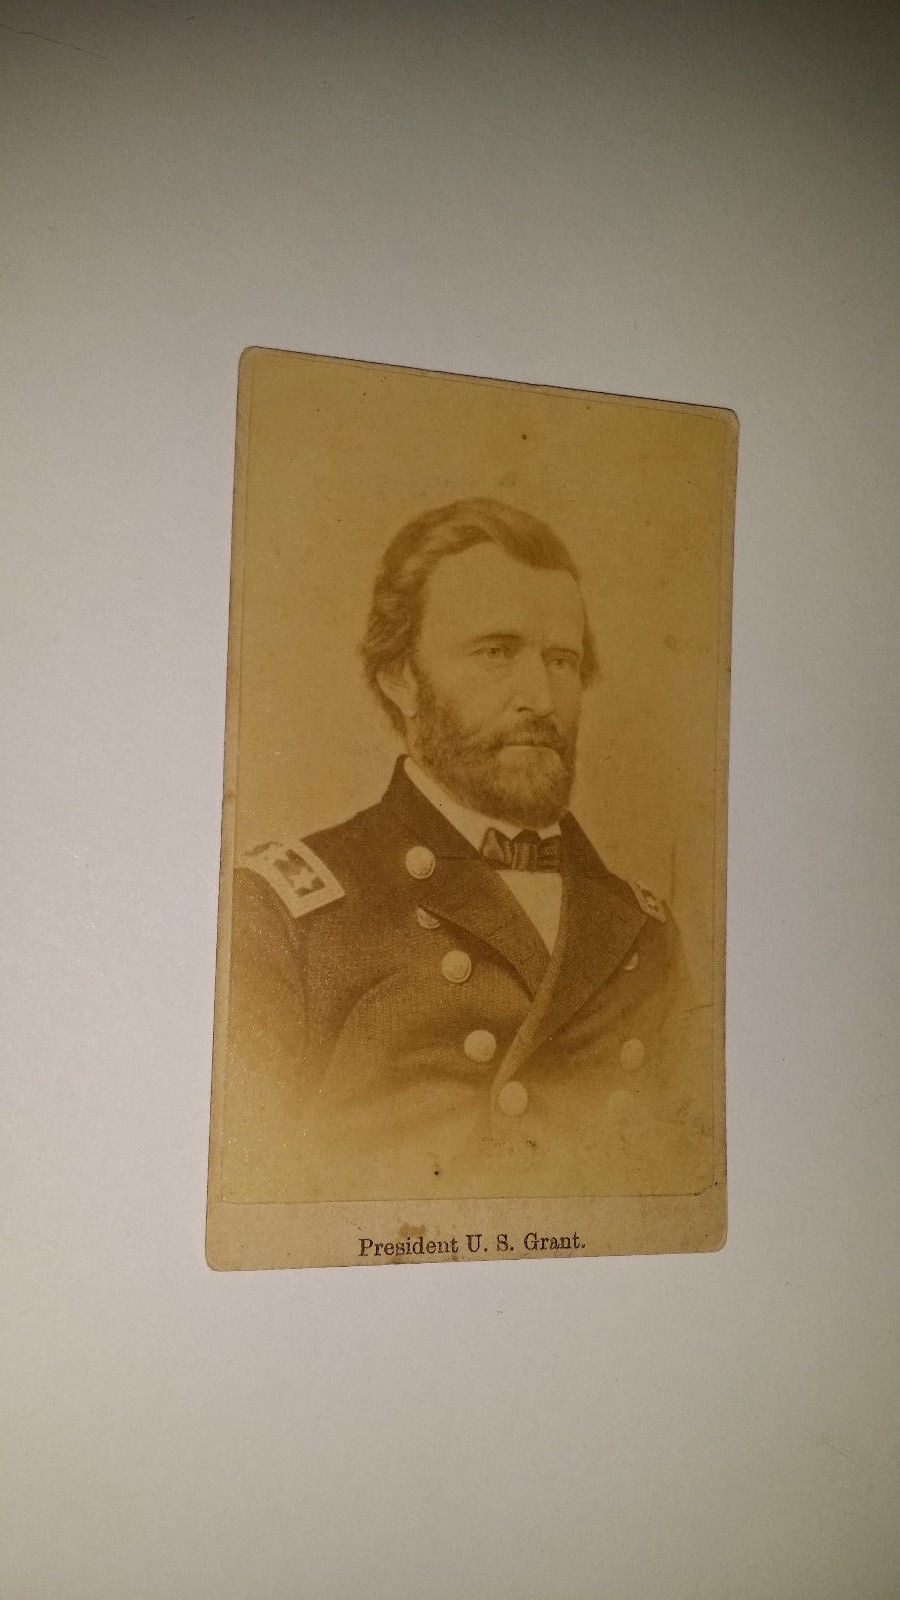 President U. S. Grant.